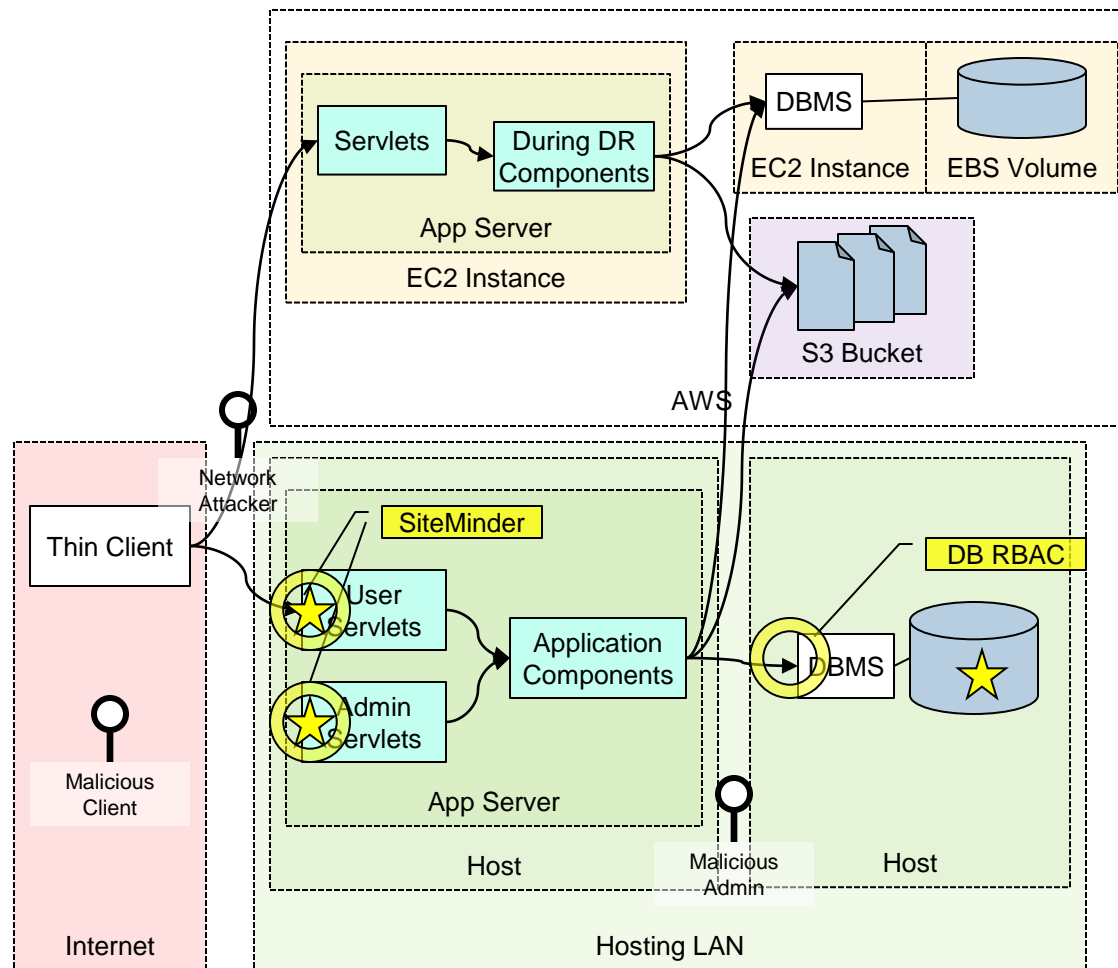 Servlets
During DR
Components
App Server
EC2 Instance
DBMS
EC2 Instance
EBS Volume
S3 Bucket
AWS
Network
Attacker
Thin Client
Malicious
Client
Internet
SiteMinder
User
Servlets
Admin
Servlets
Application
Components
App Server
Host
Malicious
Admin
DB RBAC
DBMS
Host
Hosting LAN